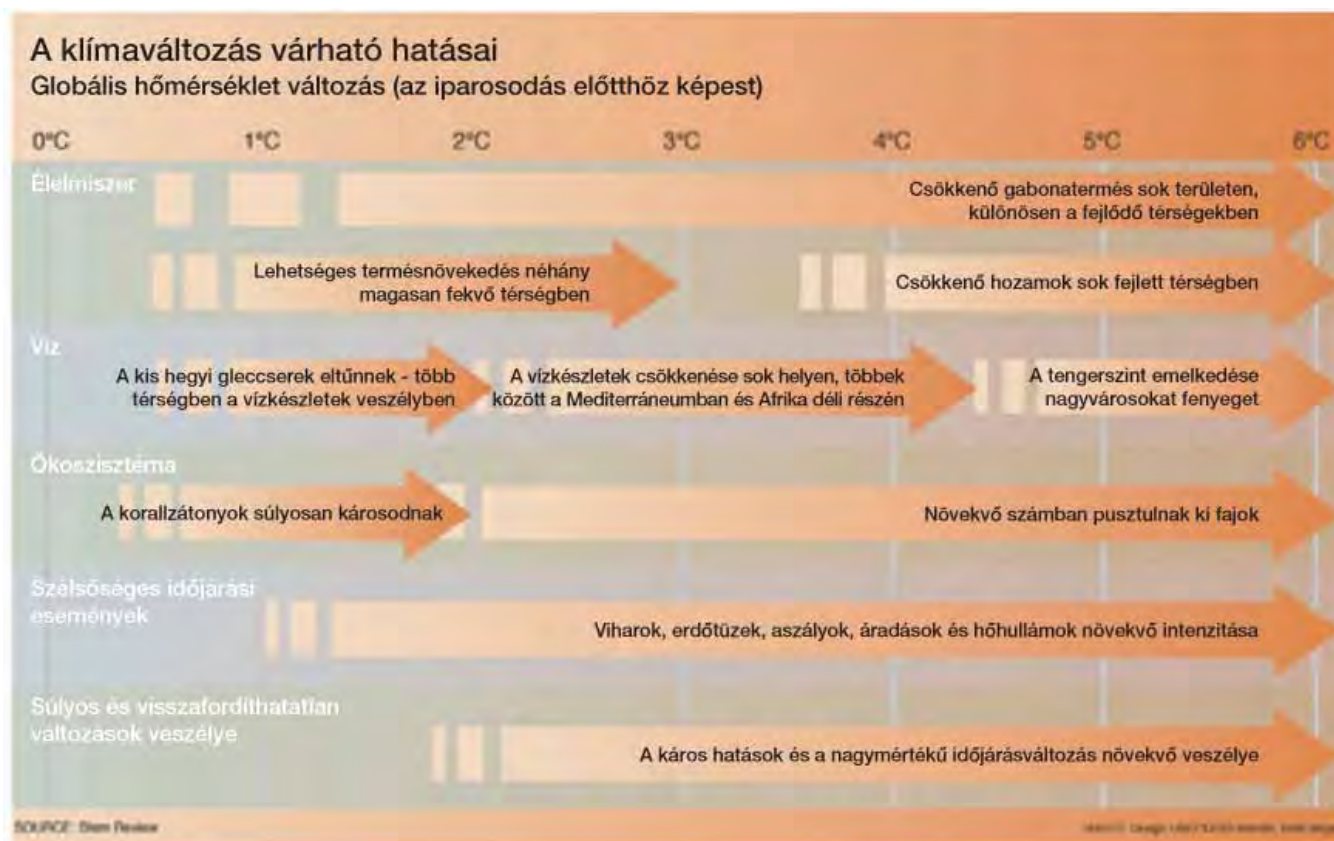 A klímaváltozás várható hatásai
Globális hőmérséklet változás (az iparosodás előtthöz képest)
0°C 1°C 2°C 3°C 4°C 5°C 6°C
Élelmiszer
Csökkenő gabonatermés sok területen,
különösen a fejlődő térségekben
Lehetséges termésnövekedés néhány
magasan fekvő térségben
Csökkenő hozamok sok fejlett térségben
Víz
A kis hegyi gleccserek eltűnnek - több
térségben a vízkészletek veszélyben
A vízkészletek csökkenése sok helyen, többek
között a Mediterráneumban és Afrika déli részén
A tengerszint emelkedése
nagyvárosokat fenyeget
Ökoszisztéma
A korallzátonyok súlyosan károsodnak
Növekvő számban pusztulnak ki fajok
Szélsőséges időjárási
események
Viharok, erdőtüzek, aszályok, áradások és hőhullámok növekvő intenzitása
Súlyos és visszafordíthatatlan
változások veszélye
A káros hatások és a nagymértékű időjárásváltozás növekvő veszélye
SOURCE: Stern Review